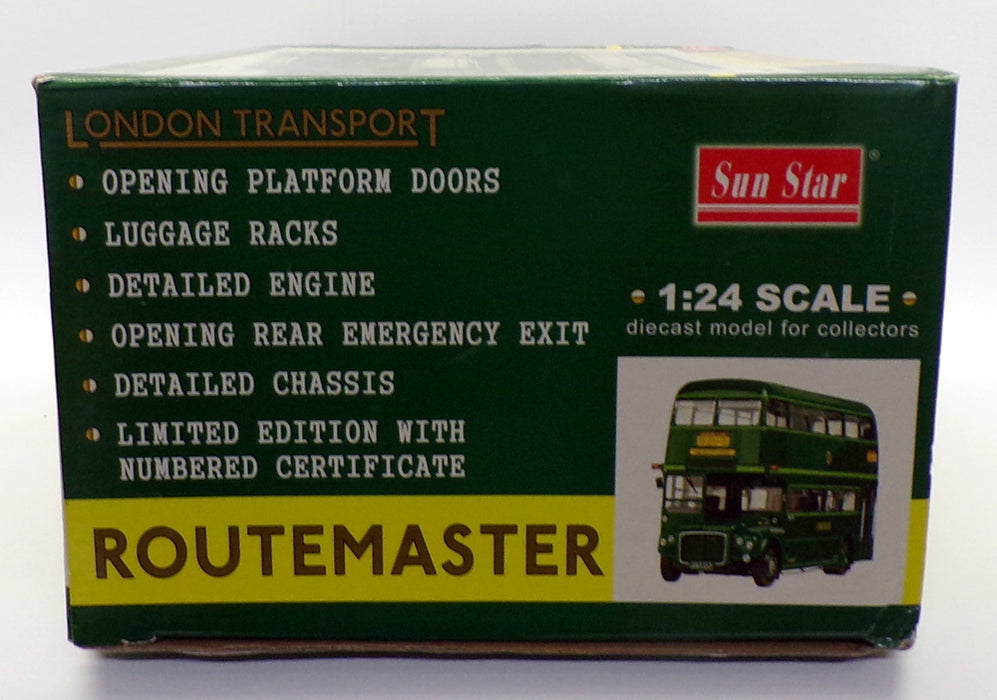 LONDON TRANSPORT
• OPENING PLATFORM DOORS
• LUGGAGE RACKS
• DETAILED ENGINE
• OPENING REAR EMERGENCY EXIT
• DETAILED CHASSIS
• LIMITED EDITION WITH
NUMBERED CERTIFICATE
ROUTEMASTER
Sun Star ®
• 1:24 SCALE •
diecast model for collectors